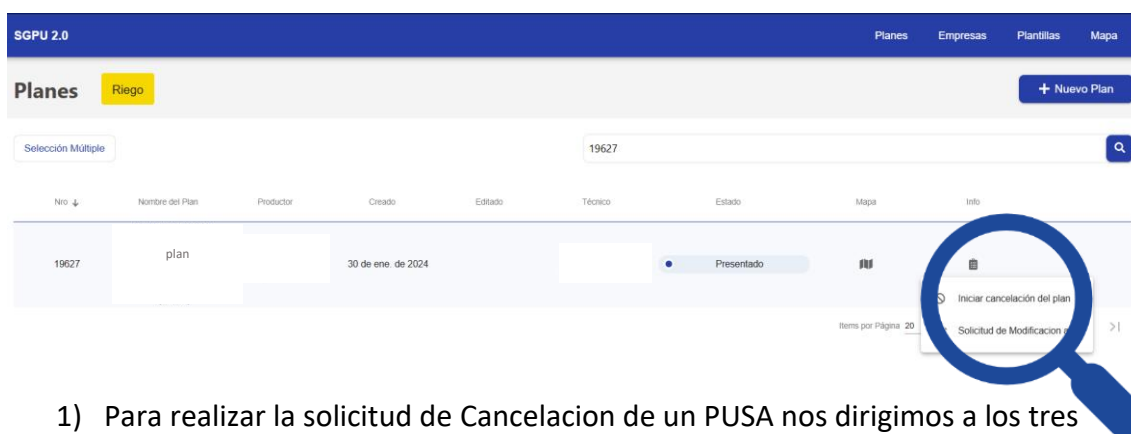 SGPU 2.0 Planes Empresas Plantillas Mapa
Planes Riego + Nuevo Plan
Selección Múltiple 19627
Nro Nombre del Plan Productor Creado Editado Técnico Estado Mapa Info
19627 plan 30 de ene. de 2024 Presentado
Iniciar cancelación del plan
Items por Página 20 Solicitud de Modificacion
1) Para realizar la solicitud de Cancelacion de un PUSA nos dirigimos a los tres